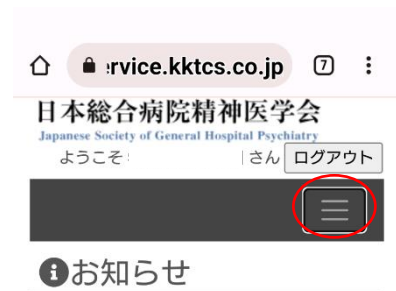 :rvice.kktcs.co.jp 7
日本総合病院精神医学会
Japanese Society of General Hospital Psychiatry
ようこそ さん ログアウト
お知らせ